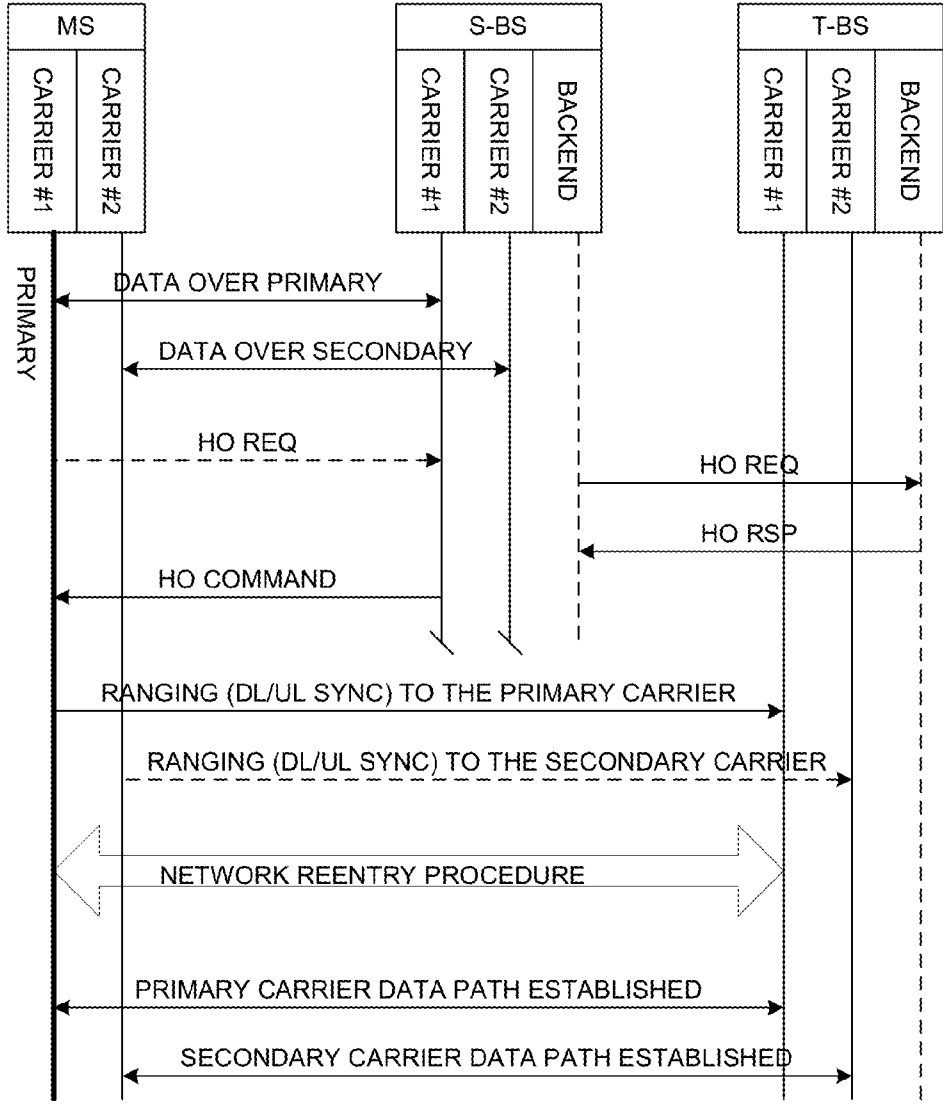 MS
S-BS
T-BS
CARRIER #1
CARRIER #2
CARRIER #1
CARRIER #2
BACKEND
CARRIER #1
CARRIER #2
BACKEND
PRIMARY
DATA OVER PRIMARY
DATA OVER SECONDARY
HO REQ
HO REQ
HO RSP
HO COMMAND
RANGING (DL/UL SYNC) TO THE PRIMARY CARRIER
RANGING (DL/UL SYNC) TO THE SECONDARY CARRIER
NETWORK REENTRY PROCEDURE
PRIMARY CARRIER DATA PATH ESTABLISHED
SECONDARY CARRIER DATA PATH ESTABLISHED